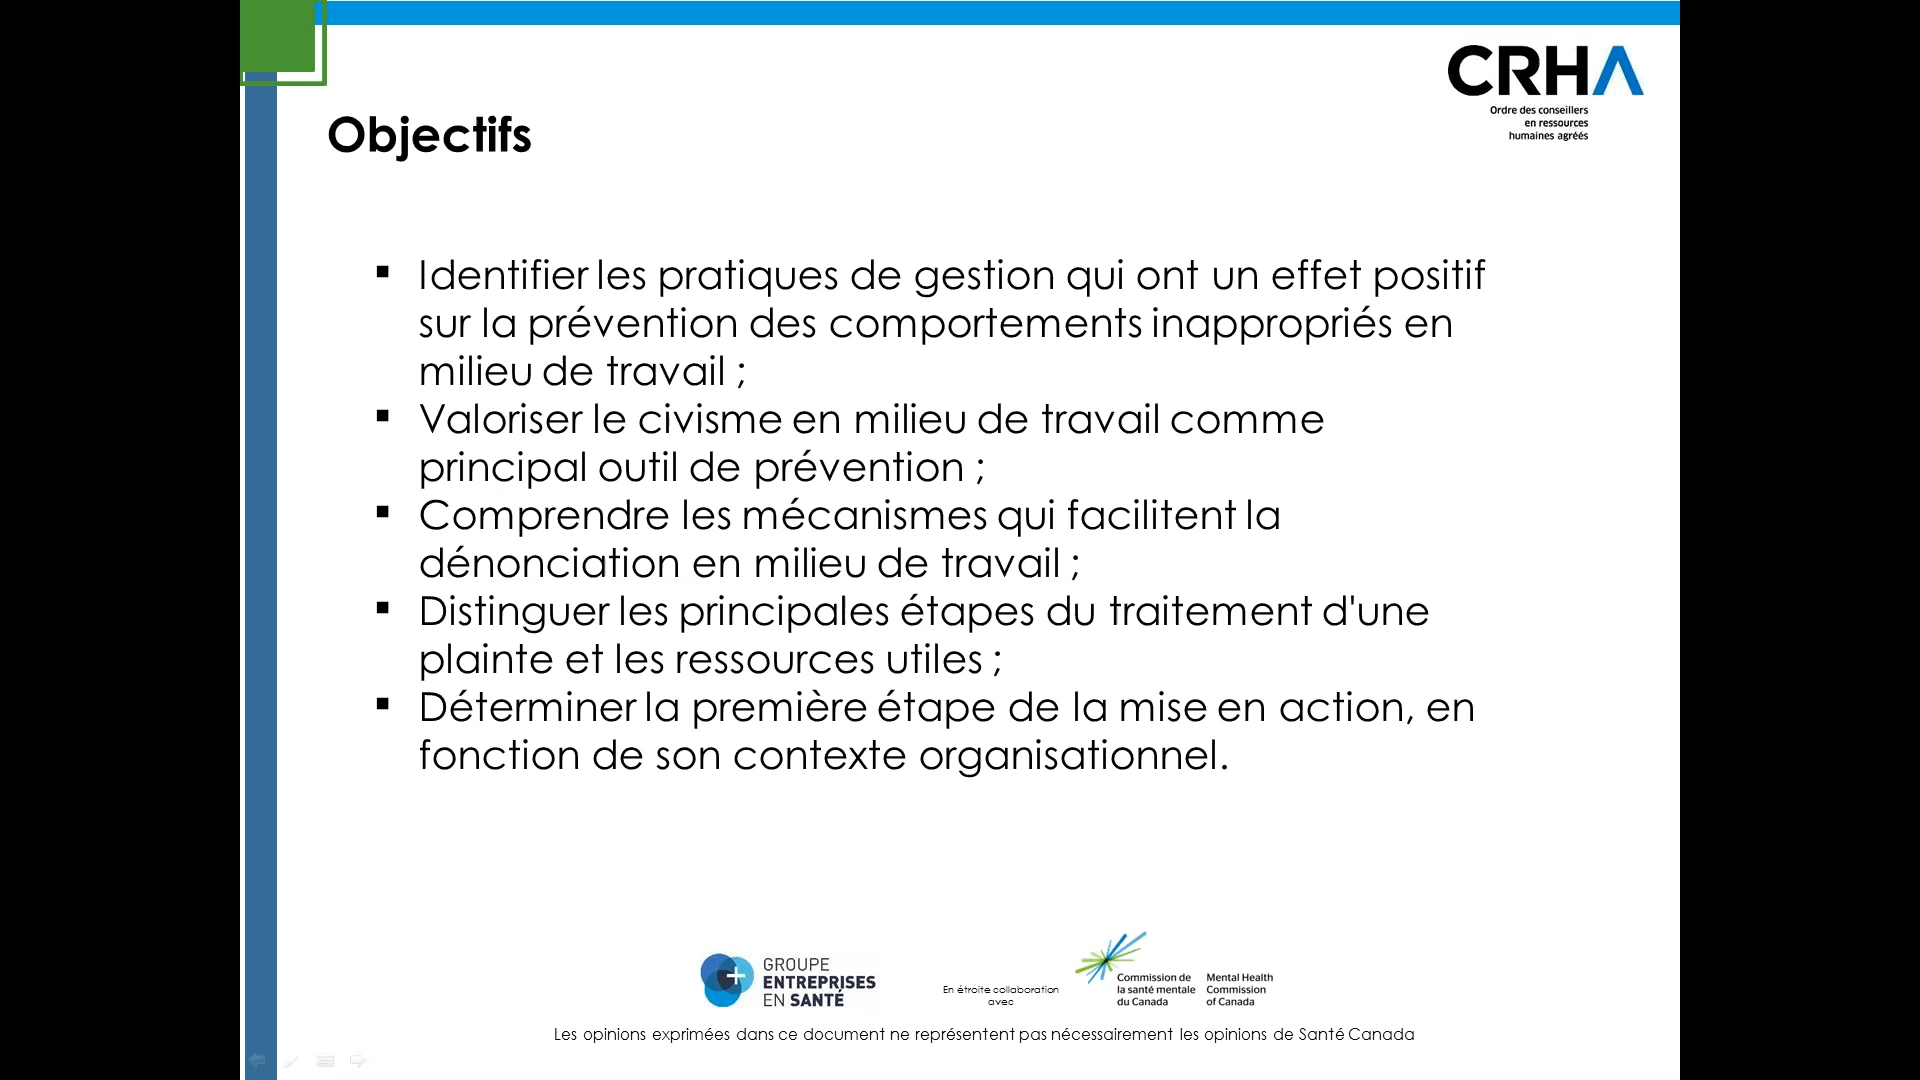 CRHA
Ordre des conseillers
en ressources
humaines agréés
Objectifs
▪ Identifier les pratiques de gestion qui ont un effet positif
sur la prévention des comportements inappropriés en
milieu de travail ;
▪ Valoriser le civisme en milieu de travail comme
principal outil de prévention ;
▪ Comprendre les mécanismes qui facilitent la
dénonciation en milieu de travail ;
▪ Distinguer les principales étapes du traitement d'une
plainte et les ressources utiles ;
▪ Déterminer la première étape de la mise en action, en
fonction de son contexte organisationnel.
GROUPE
ENTREPRISES
EN SANTÉ
En étroite collaboration
avec
Commission de
la santé mentale
du Canada
Mental Health
Commission
of Canada
Les opinions exprimées dans ce document ne représentent pas nécessairement les opinions de Santé Canada